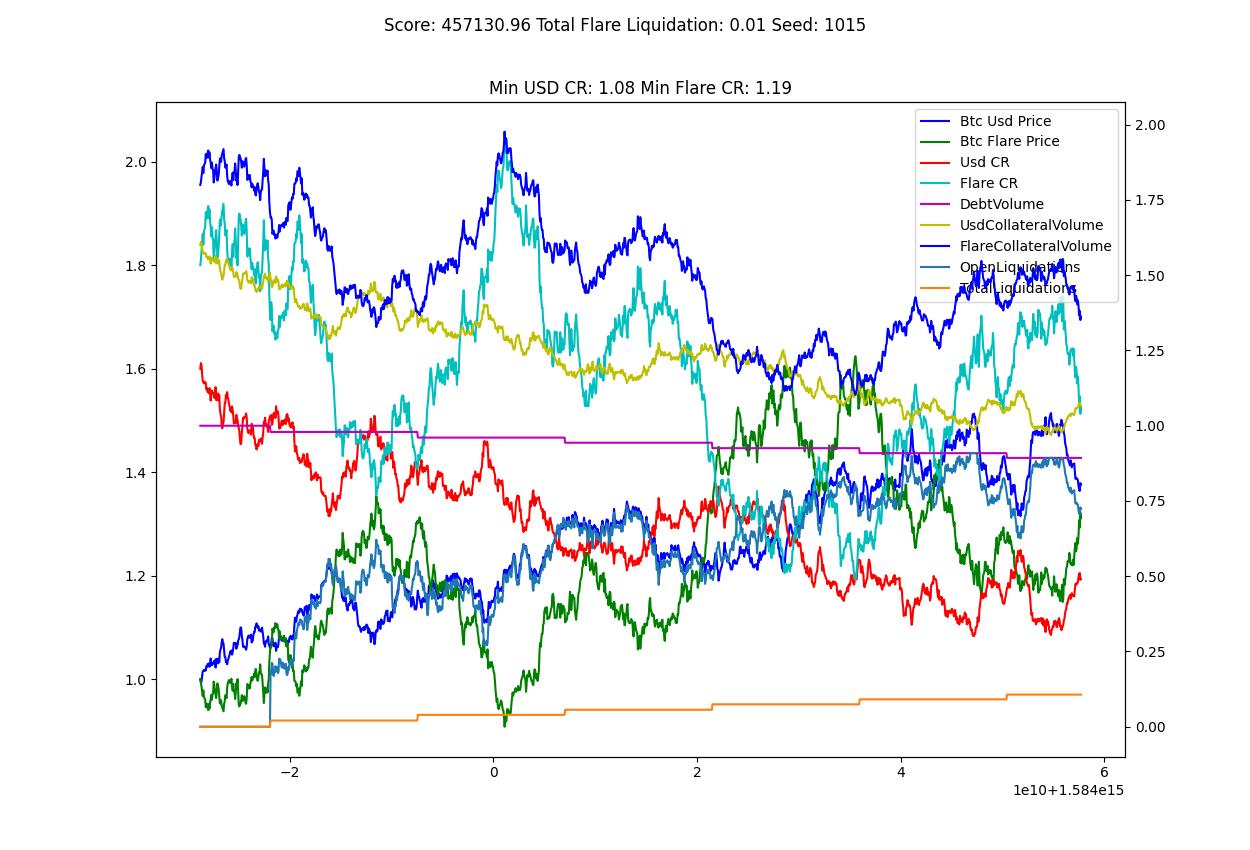 Score: 457130.96 Total Flare Liquidation: 0.01 Seed: 1015
Min USD CR: 1.08 Min Flare CR: 1.19
Btc Usd Price
Btc Flare Price
Usd CR
Flare CR
DebtVolume
UsdCollateralVolume
FlareCollateralVolume
OpenLiquidations
TotalLiquidations
2.0
1.8
1.6
1.4
1.2
1.0
2.00
1.75
1.50
1.25
1.00
0.75
0.50
0.25
0.00
−2 0 2 4 6
1e10+1.584e15